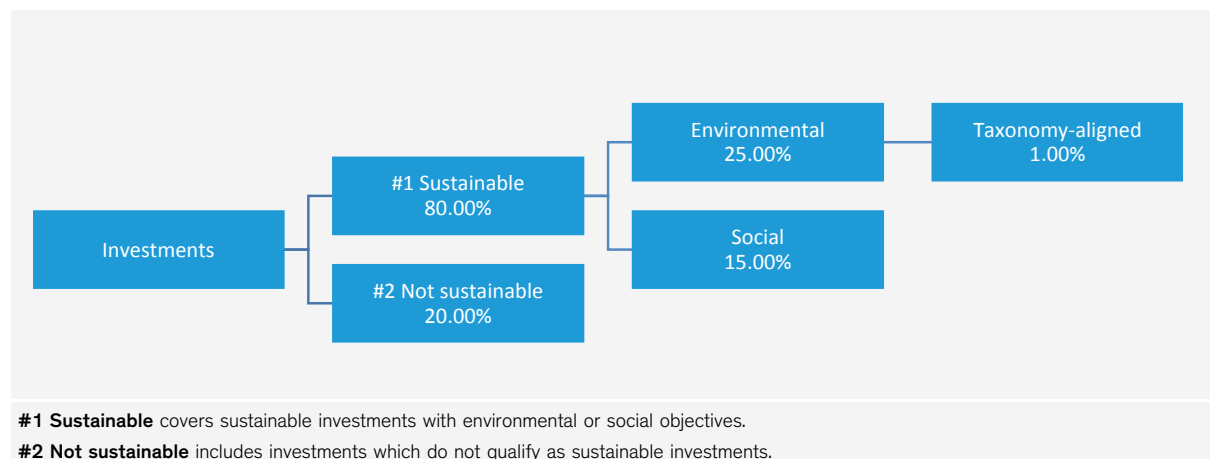 Investments
#1 Sustainable
80.00%
#2 Not sustainable
20.00%
Environmental
25.00%
Social
15.00%
Taxonomy-aligned
1.00%
#1 Sustainable covers sustainable investments with environmental or social objectives.
#2 Not sustainable includes investments which do not qualify as sustainable investments.